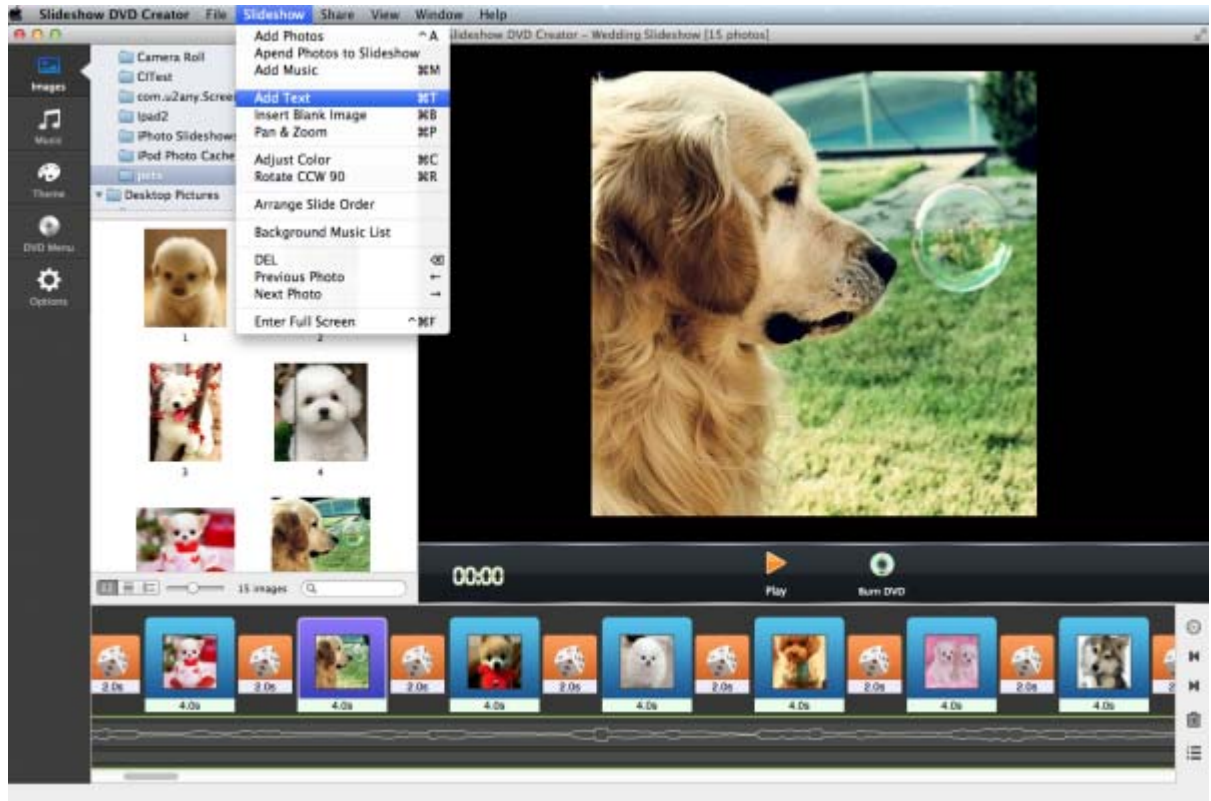 Slideshow DVD Creator File Slideshow Share View Window Help
Slideshow DVD Creator – Wedding Slideshow [15 photos]
Images
Music
Theme
DVD Menu
Options
Camera Roll
CITest
com.u2any.Screen
Ipad2
iPhoto Slideshows
iPod Photo Cache
pets
Desktop Pictures
Add Photos ^A
Apend Photos to Slideshow
Add Music ⌘M
Add Text ⌘T
Insert Blank Image ⌘B
Pan & Zoom ⌘P
Adjust Color ⌘C
Rotate CCW 90 ⌘R
Arrange Slide Order
Background Music List
DEL ⌫
Previous Photo ←
Next Photo →
Enter Full Screen ^⌘F
1 2
3 4
15 images
00:00
Play
Burn DVD
2.0s 2.0s 2.0s 2.0s 2.0s 2.0s 2.0s 2
4.0s 4.0s 4.0s 4.0s 4.0s 4.0s 4.0s